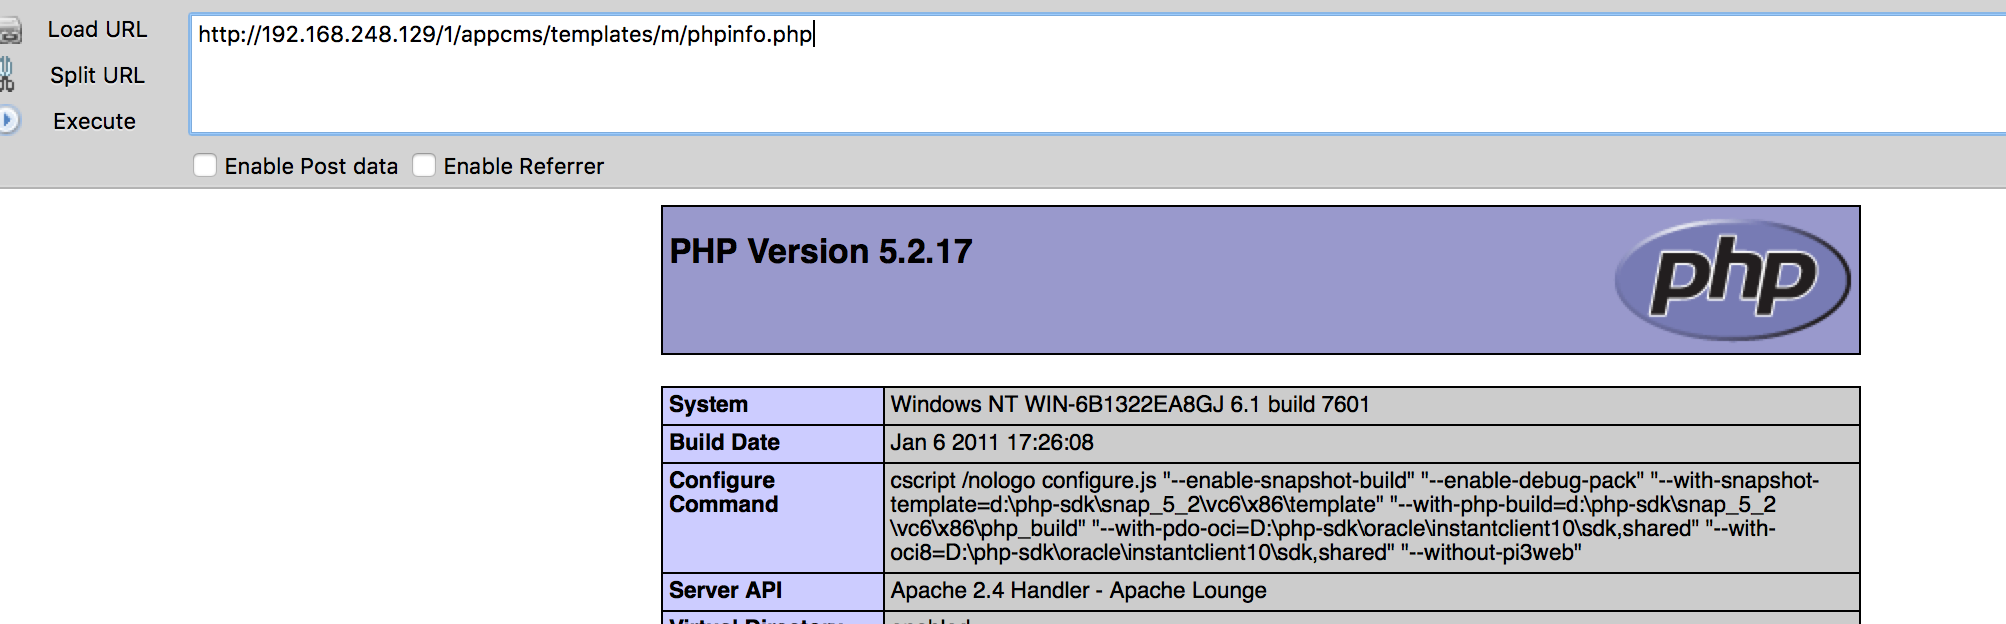 Load URL
http://192.168.248.129/1/appcms/templates/m/phpinfo.php
Split URL
Execute
Enable Post data Enable Referrer
PHP Version 5.2.17
php
System Windows NT WIN-6B1322EA8GJ 6.1 build 7601
Build Date Jan 6 2011 17:26:08
Configure Command cscript /nologo configure.js "--enable-snapshot-build" "--enable-debug-pack" "--with-snapshot-
template=d:\php-sdk\snap_5_2\vc6\x86\template" "--with-php-build=d:\php-sdk\snap_5_2
\vc6\x86\php_build" "--with-pdo-oci=D:\php-sdk\oracle\instantclient10\sdk,shared" "--with-
oci8=D:\php-sdk\oracle\instantclient10\sdk,shared" "--without-pi3web"
Server API Apache 2.4 Handler - Apache Lounge
Virtual Directory enabled